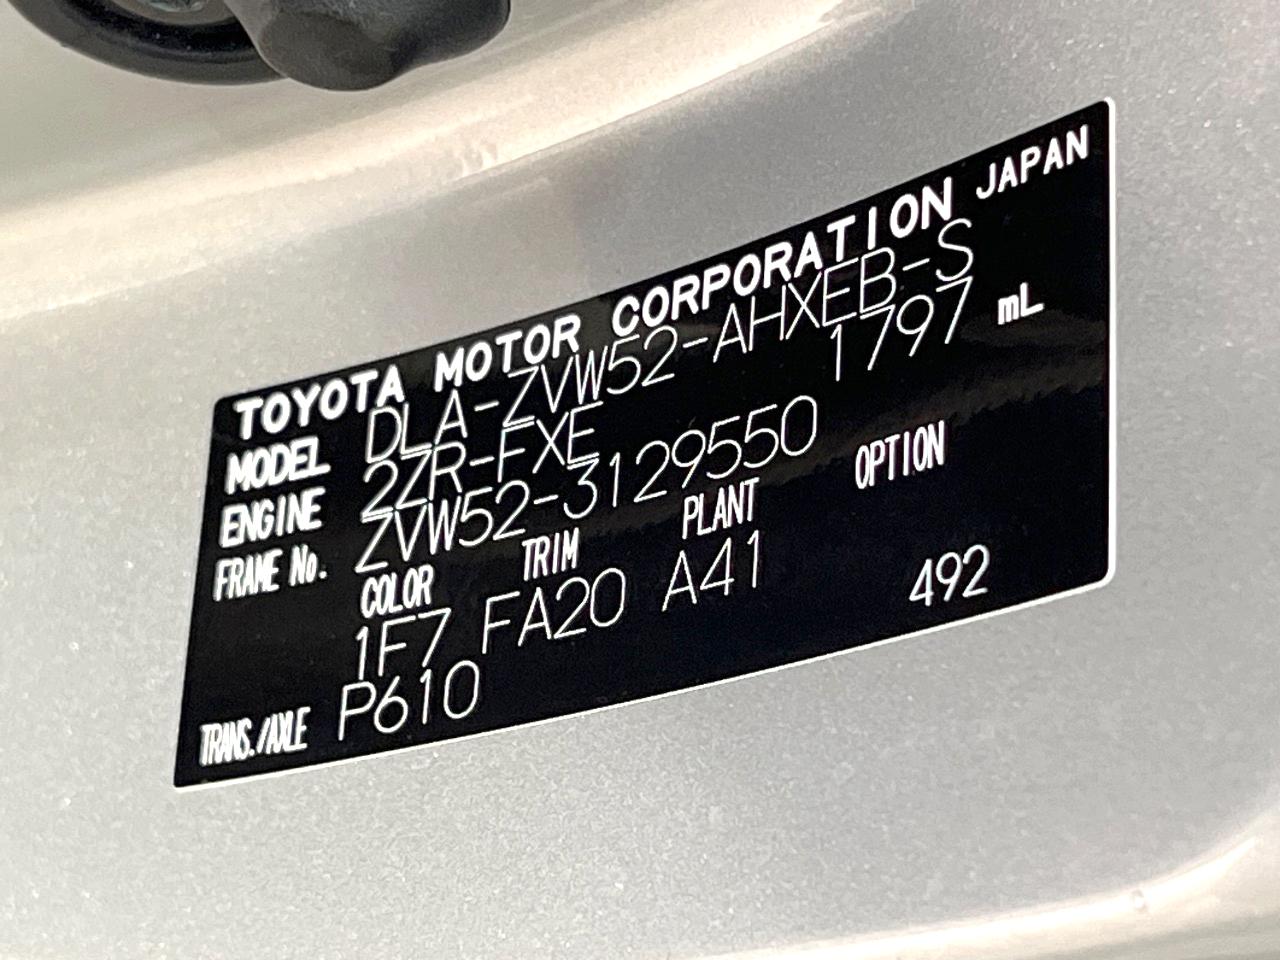 TOYOTA MOTOR CORPORATION JAPAN
MODEL DLA-ZVW52-AHXEB-S
ENGINE 2ZR-FXE 1797 mL
FRAME No. ZVW52-3129550
COLOR TRIM PLANT OPTION
1F7 FA20 A41 492
TRANS./AXLE P610